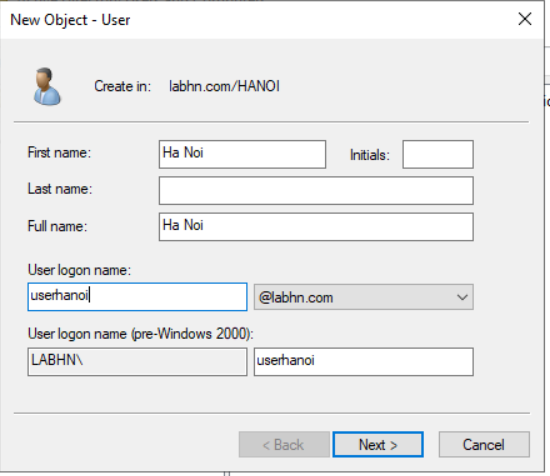 New Object - User
Create in: labhn.com/HANOI
First name: Ha Noi Initials:
Last name:
Full name: Ha Noi
User logon name:
userhanoi @labhn.com
User logon name (pre-Windows 2000):
LABHN\ userhanoi
< Back Next > Cancel